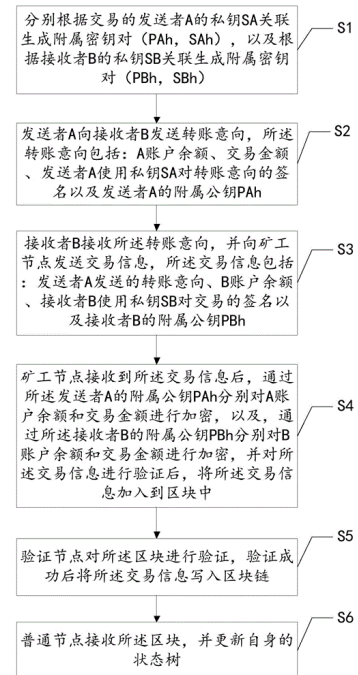 分别根据交易的发送者A的私钥SA关联
生成附属密钥对（PAh，SAh），以及根
据接收者B的私钥SB关联生成附属密钥
对（PBh，SBh）
S1
发送者A向接收者B发送转账意向，所述
转账意向包括：A账户余额、交易金额
、发送者A使用私钥SA对转账意向的签
名以及发送者A的附属公钥PAh
S2
接收者B接收所述转账意向，并向矿工
节点发送交易信息，所述交易信息包括
：发送者A发送的转账意向、B账户余额
、接收者B使用私钥SB对交易的签名以
及接收者B的附属公钥PBh
S3
矿工节点接收到所述交易信息后，通过
所述发送者A的附属公钥PAh分别对A账
户余额和交易金额进行加密，以及，通
过所述接收者B的附属公钥PBh分别对B
账户余额和交易金额进行加密，并对所
述交易信息进行验证后，将所述交易信
息加入到区块中
S4
验证节点对所述区块进行验证，验证成
功后将所述交易信息写入区块链
S5
普通节点接收所述区块，并更新自身的
状态树
S6